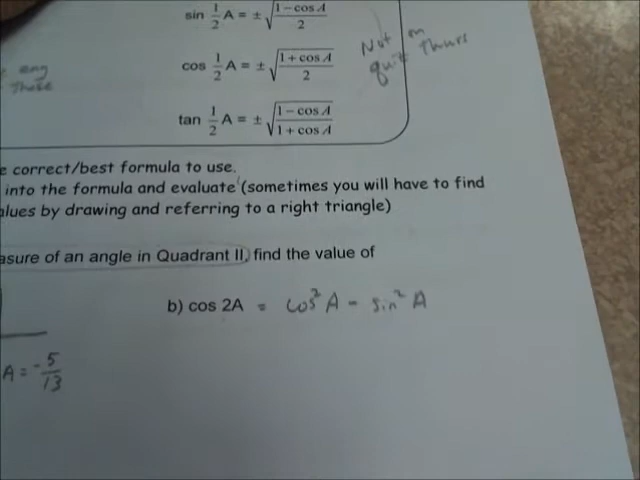 sin 1/2 A = ± √((1 - cos A)/2)
cos 1/2 A = ± √((1 + cos A)/2)
Not on
quiz Thurs
tan 1/2 A = ± √((1 - cos A)/(1 + cos A))
e correct/best formula to use.
into the formula and evaluate (sometimes you will have to find
alues by drawing and referring to a right triangle)
asure of an angle in Quadrant II, find the value of
b) cos 2A = cos² A - sin² A
A = -5/13